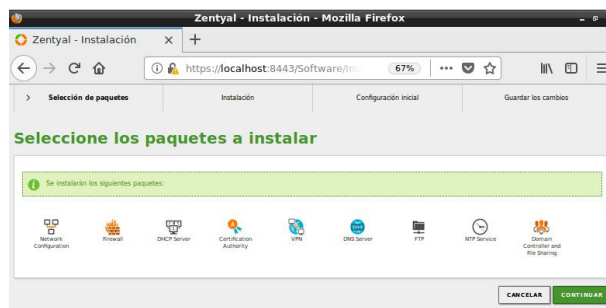 Zentyal - Instalación - Mozilla Firefox
Zentyal - Instalación
https://localhost:8443/Software/In
67%
Selección de paquetes
Instalación
Configuración inicial
Guardar los cambios
Seleccione los paquetes a instalar
Se instalarán los siguientes paquetes:
Network Configuration
Firewall
DHCP Server
Certification Authority
VPN
DNS Server
FTP
NTP Service
Domain Controller and File Sharing
CANCELAR
CONTINUAR